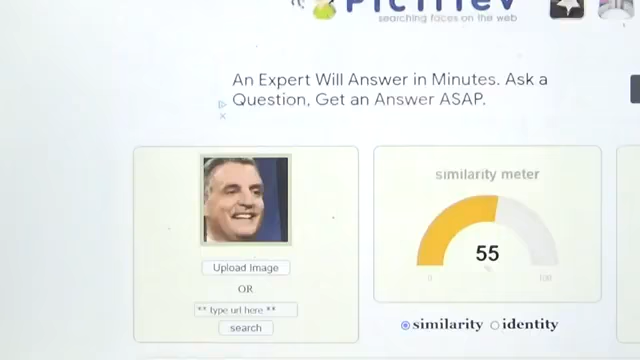 PicTriev
searching faces on the web
An Expert Will Answer in Minutes. Ask a
Question, Get an Answer ASAP.
similarity meter
55
0
100
Upload Image
OR
** type url here **
search
similarity
identity